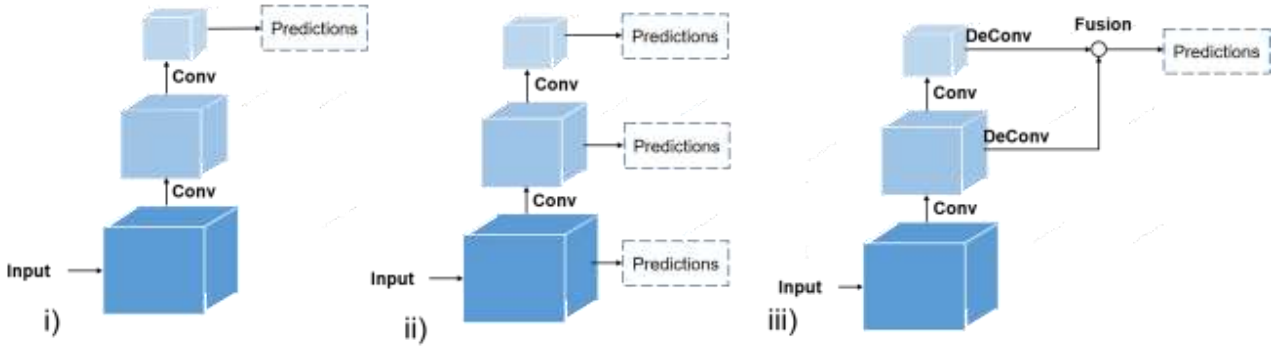 Predictions
Conv
Conv
Input
i)
Predictions
Conv
Predictions
Conv
Predictions
Input
ii)
Fusion
DeConv
Predictions
Conv
DeConv
Conv
Input
iii)